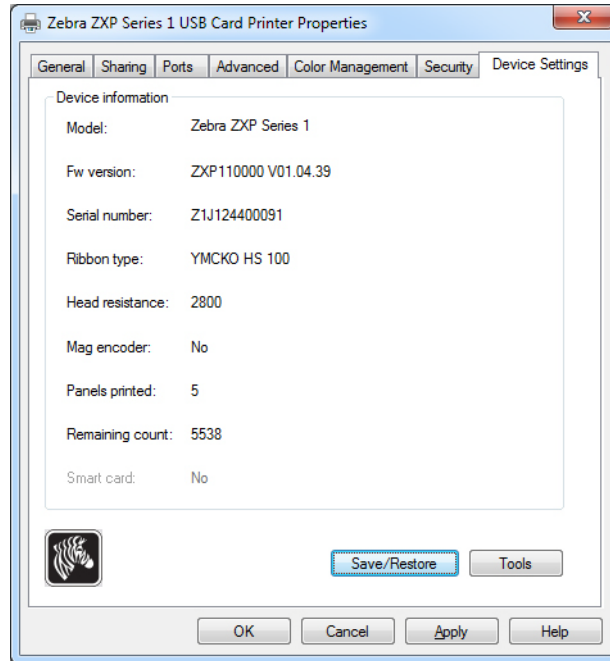 Zebra ZXP Series 1 USB Card Printer Properties
General Sharing Ports Advanced Color Management Security Device Settings
Device information
Model: Zebra ZXP Series 1
Fw version: ZXP110000 V01.04.39
Serial number: Z1J124400091
Ribbon type: YMCKO HS 100
Head resistance: 2800
Mag encoder: No
Panels printed: 5
Remaining count: 5538
Smart card: No
Save/Restore Tools
OK Cancel Apply Help